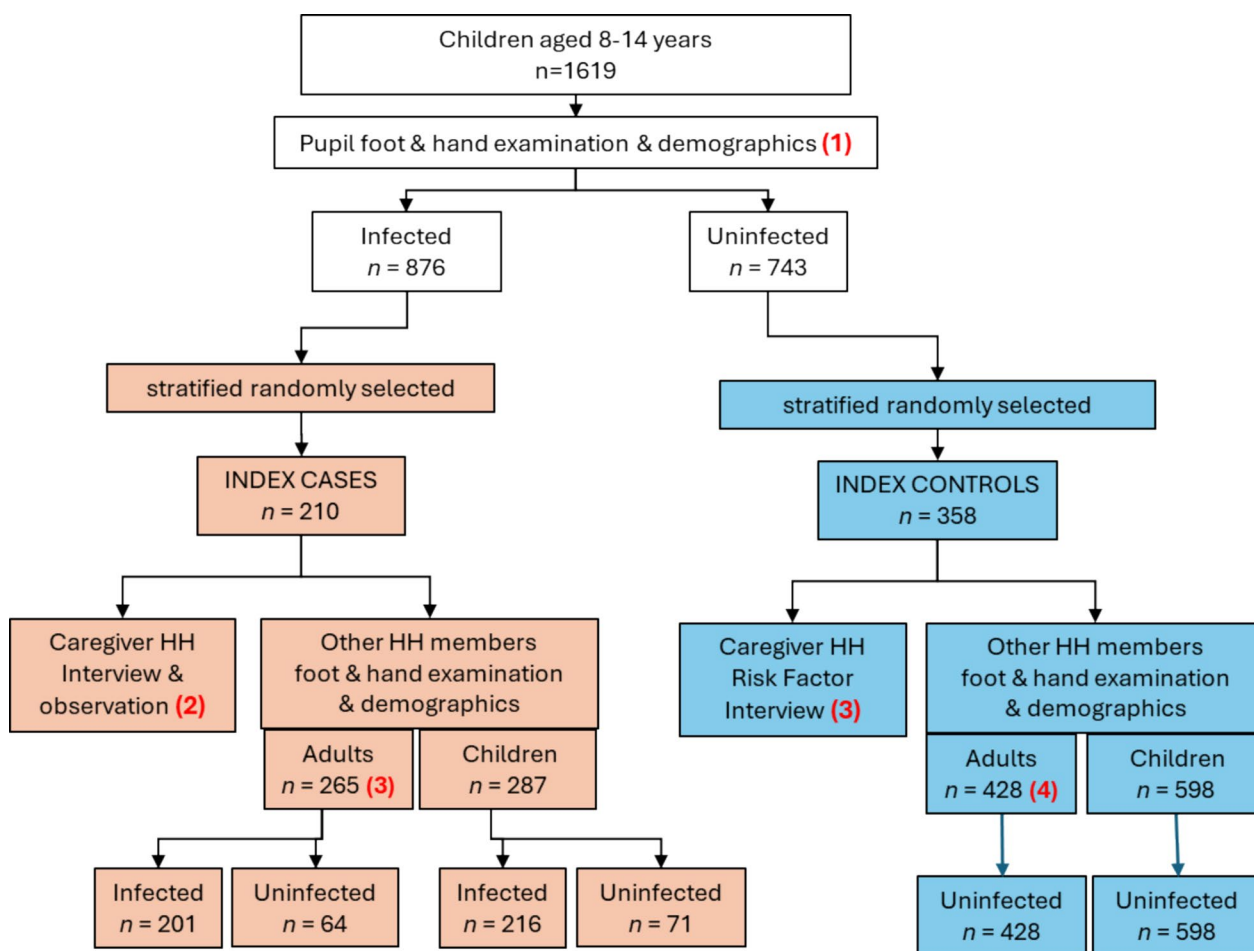 Children aged 8-14 years
n=1619
Pupil foot & hand examination & demographics (1)
Infected
n = 876
Uninfected
n = 743
stratified randomly selected
stratified randomly selected
INDEX CASES
n = 210
INDEX CONTROLS
n = 358
Caregiver HH
Interview &
observation (2)
Other HH members
foot & hand examination
& demographics
Caregiver HH
Risk Factor
Interview (3)
Other HH members
foot & hand examination
& demographics
Adults
n = 265 (3)
Children
n = 287
Adults
n = 428 (4)
Children
n = 598
Infected
n = 201
Uninfected
n = 64
Infected
n = 216
Uninfected
n = 71
Uninfected
n = 428
Uninfected
n = 598